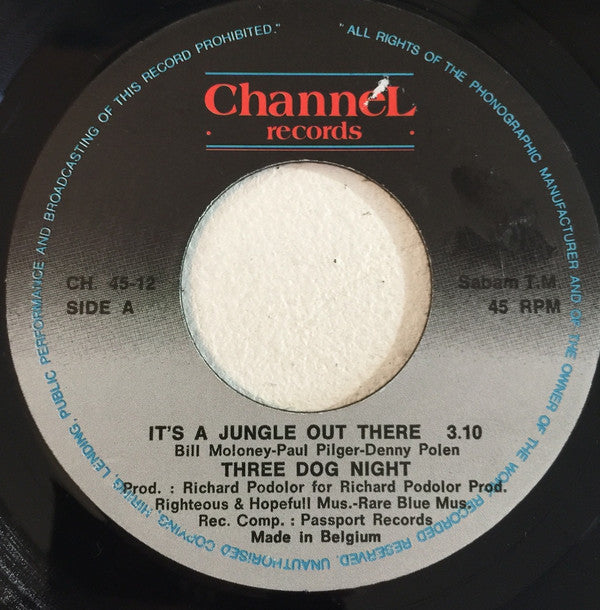 "ALL RIGHTS OF THE PHONOGRAPHIC MANUFACTURER AND OF THE OWNER OF THE WORK RECORDED RESERVED. UNAUTHORISED COPYING, HIRING, LENDING, PUBLIC PERFORMANCE AND BROADCASTING OF THIS RECORD PROHIBITED."
ChanneL
• records •
CH. 45-12
SIDE A
Sabam T.M
45 RPM
IT'S A JUNGLE OUT THERE 3.10
Bill Moloney-Paul Pilger-Denny Polen
THREE DOG NIGHT
Prod. : Richard Podolor for Richard Podolor Prod.
Righteous & Hopefull Mus.-Rare Blue Mus.
Rec. Comp. : Passport Records
Made in Belgium